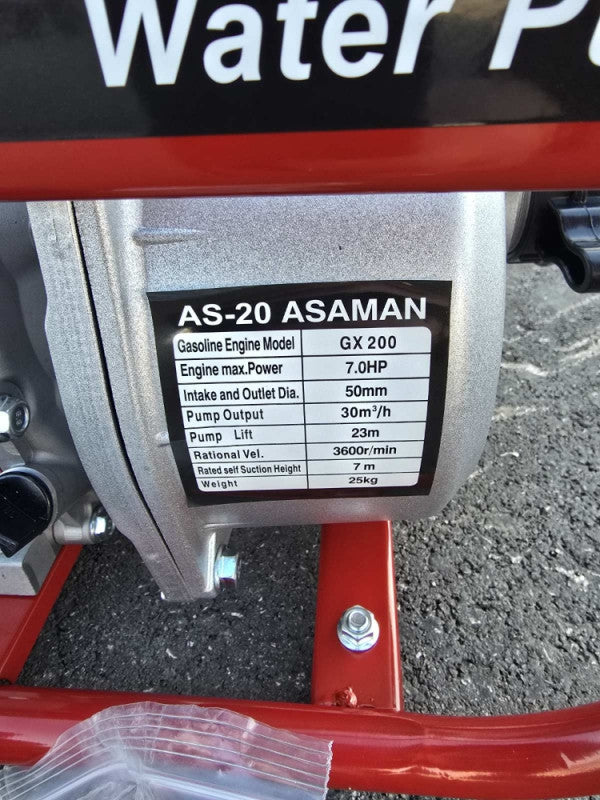 Water P
AS-20 ASAMAN
Gasoline Engine Model GX 200
Engine max.Power 7.0HP
Intake and Outlet Dia. 50mm
Pump Output 30m³/h
Pump Lift 23m
Rational Vel. 3600r/min
Rated self Suction Height 7 m
Weight 25kg